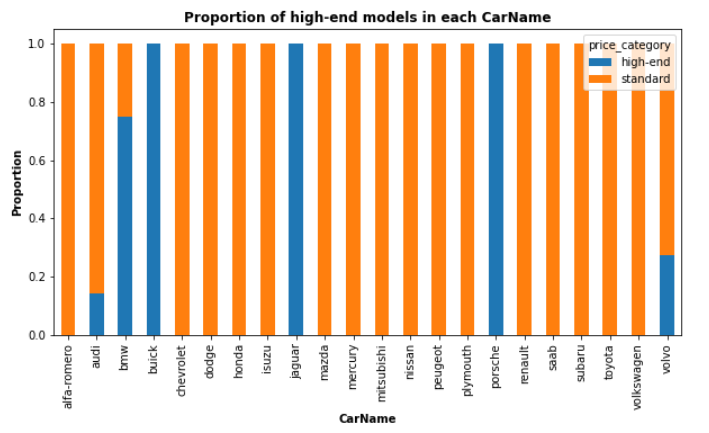 Proportion of high-end models in each CarName
price_category
high-end
standard
Proportion
1.0
0.8
0.6
0.4
0.2
0.0
alfa-romero
audi
bmw
buick
chevrolet
dodge
honda
isuzu
jaguar
mazda
mercury
mitsubishi
nissan
peugeot
plymouth
porsche
renault
saab
subaru
toyota
volkswagen
volvo
CarName